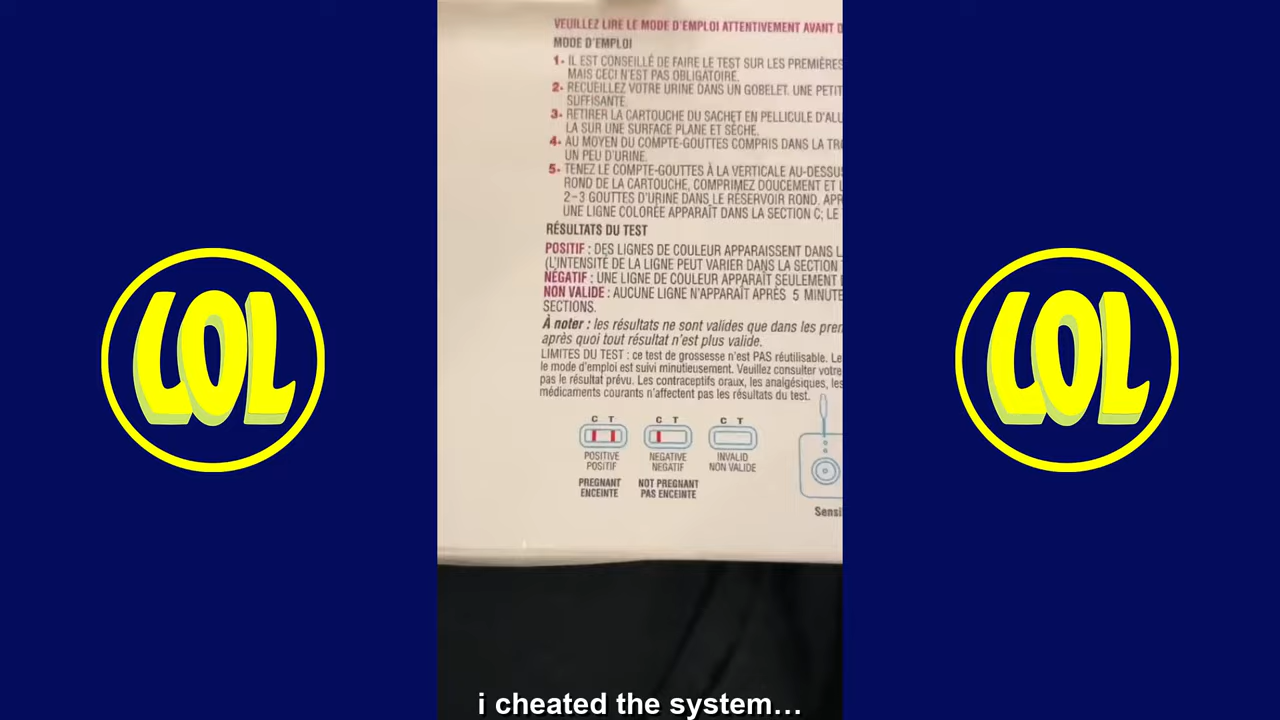 VEUILLEZ LIRE LE MODE D'EMPLOI ATTENTIVEMENT AVANT
MODE D'EMPLOI
1- IL EST CONSEILLÉ DE FAIRE LE TEST SUR LES PREMIÈRES
MAIS CECI N'EST PAS OBLIGATOIRE.
2- RECUEILLEZ VOTRE URINE DANS UN GOBELET. UNE PETIT
SUFFISANTE.
3- RETIRER LA CARTOUCHE DU SACHET EN PELLICULE D'ALU
LA SUR UNE SURFACE PLANE ET SÈCHE.
4- AU MOYEN DU COMPTE-GOUTTES COMPRIS DANS LA TRO
UN PEU D'URINE.
5- TENEZ LE COMPTE-GOUTTES À LA VERTICALE AU-DESSU
ROND DE LA CARTOUCHE, COMPRIMEZ DOUCEMENT ET
2-3 GOUTTES D'URINE DANS LE RÉSERVOIR ROND. APR
UNE LIGNE COLORÉE APPARAÎT DANS LA SECTION C; LE
RÉSULTATS DU TEST
POSITIF : DES LIGNES DE COULEUR APPARAISSENT DANS L
(L'INTENSITÉ DE LA LIGNE PEUT VARIER DANS LA SECTION
NÉGATIF : UNE LIGNE DE COULEUR APPARAÎT SEULEMENT
NON VALIDE : AUCUNE LIGNE N'APPARAÎT APRÈS 5 MINUTE
SECTIONS.
À noter : les résultats ne sont valides que dans les pren
après quoi tout résultat n'est plus valide.
LIMITES DU TEST : ce test de grossesse n'est PAS réutilisable. Le
le mode d'emploi est suivi minutieusement. Veuillez consulter votre
pas le résultat prévu. Les contraceptifs oraux, les analgésiques, les
médicaments courants n'affectent pas les résultats du test.
C T C T C T
POSITIVE NEGATIVE INVALID
POSITIF NÉGATIF NON VALIDE
PREGNANT NOT PREGNANT
ENCEINTE PAS ENCEINTE
Sensi
LOL LOL
i cheated the system...